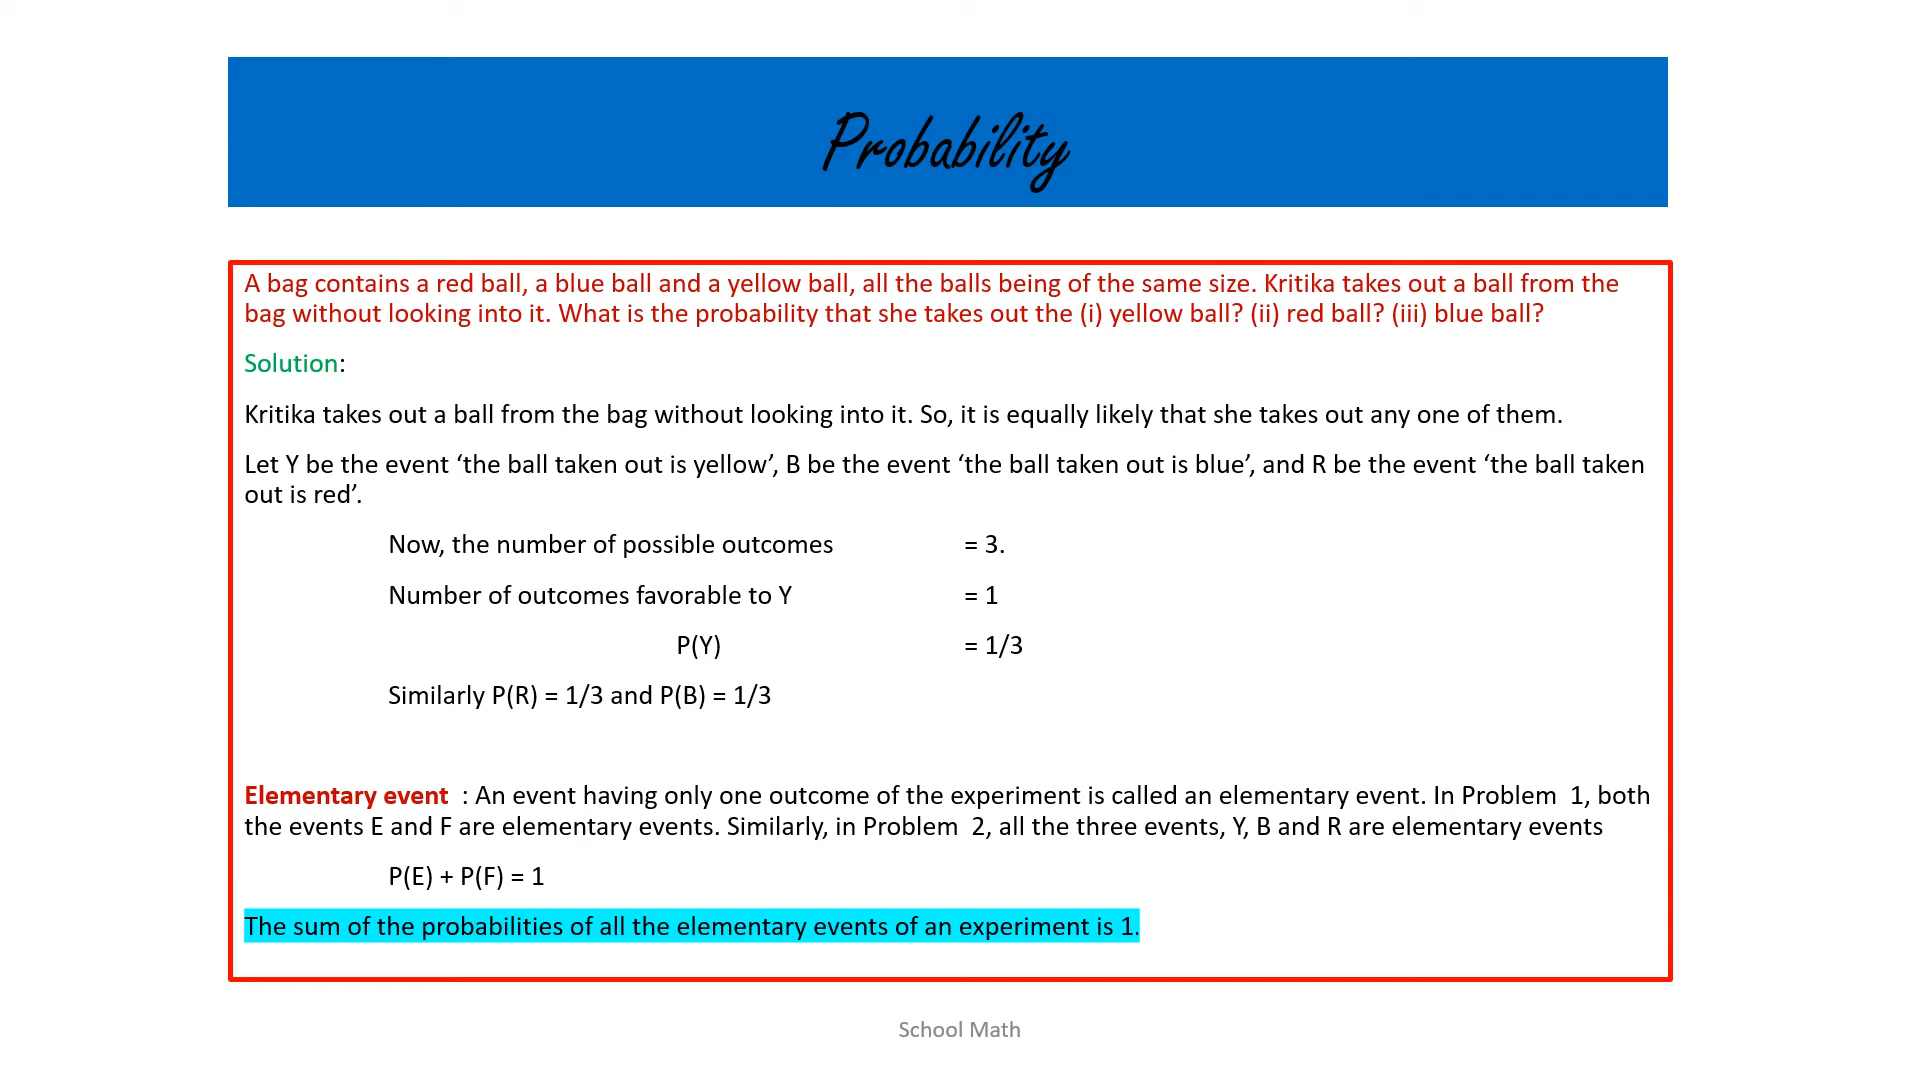 Probability
A bag contains a red ball, a blue ball and a yellow ball, all the balls being of the same size. Kritika takes out a ball from the
bag without looking into it. What is the probability that she takes out the (i) yellow ball? (ii) red ball? (iii) blue ball?
Solution:
Kritika takes out a ball from the bag without looking into it. So, it is equally likely that she takes out any one of them.
Let Y be the event ‘the ball taken out is yellow’, B be the event ‘the ball taken out is blue’, and R be the event ‘the ball taken
out is red’.
Now, the number of possible outcomes = 3.
Number of outcomes favorable to Y = 1
P(Y) = 1/3
Similarly P(R) = 1/3 and P(B) = 1/3
Elementary event : An event having only one outcome of the experiment is called an elementary event. In Problem 1, both
the events E and F are elementary events. Similarly, in Problem 2, all the three events, Y, B and R are elementary events
P(E) + P(F) = 1
The sum of the probabilities of all the elementary events of an experiment is 1.
School Math